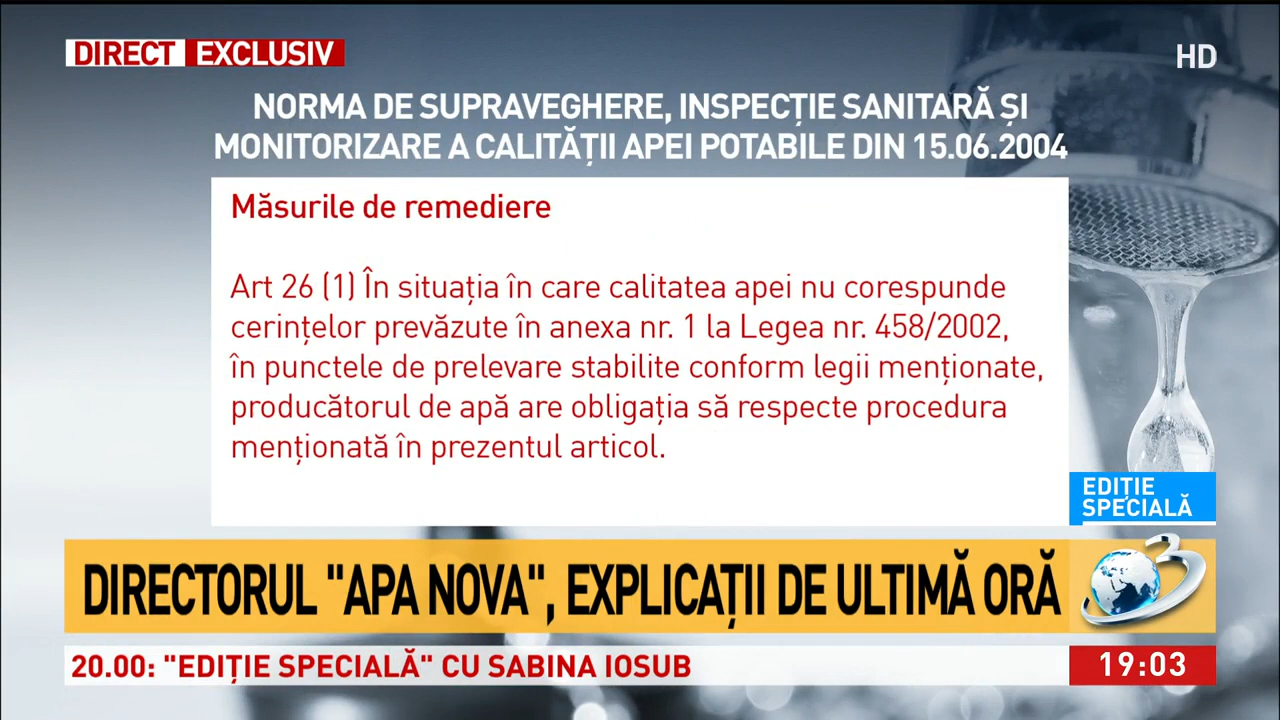 DIRECT EXCLUSIV
HD
NORMA DE SUPRAVEGHERE, INSPECȚIE SANITARĂ ȘI
MONITORIZARE A CALITĂȚII APEI POTABILE DIN 15.06.2004
Măsurile de remediere
Art 26 (1) În situația în care calitatea apei nu corespunde
cerințelor prevăzute în anexa nr. 1 la Legea nr. 458/2002,
în punctele de prelevare stabilite conform legii menționate,
producătorul de apă are obligația să respecte procedura
menționată în prezentul articol.
EDIȚIE
SPECIALĂ
DIRECTORUL "APA NOVA", EXPLICAȚII DE ULTIMĂ ORĂ
3
20.00: "EDIȚIE SPECIALĂ" CU SABINA IOSUB
19:03